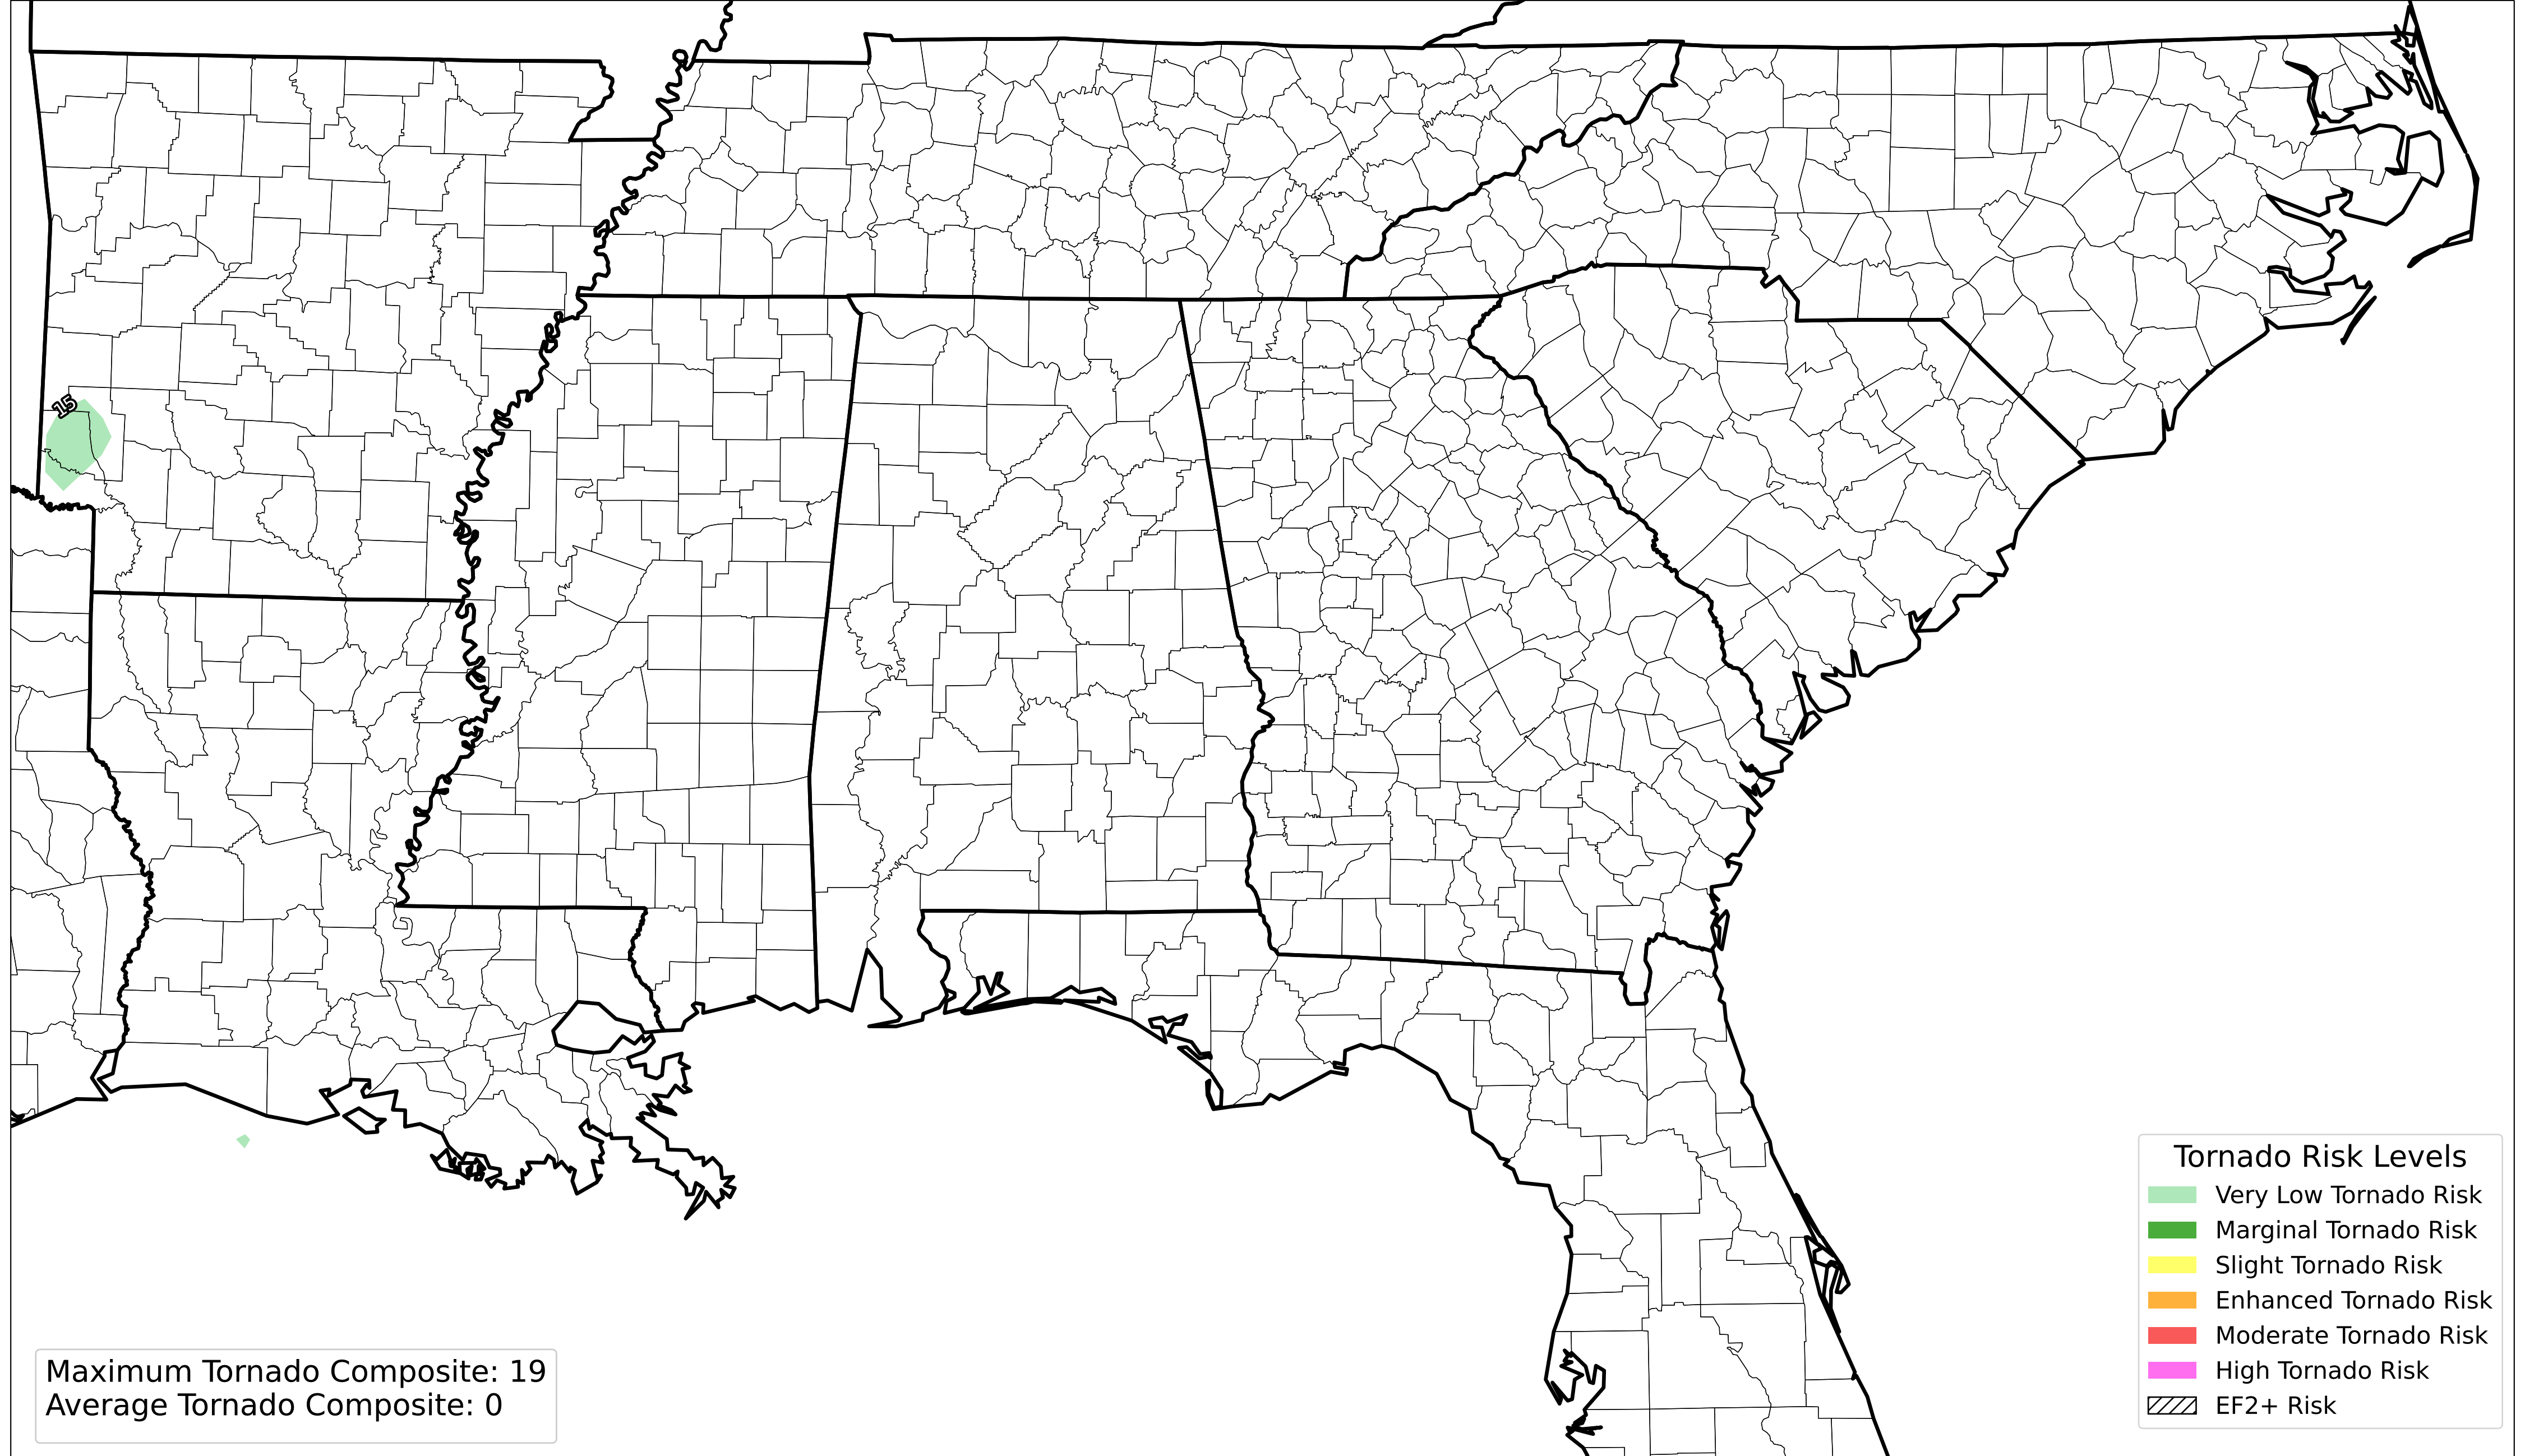 15
Maximum Tornado Composite: 19
Average Tornado Composite: 0
Tornado Risk Levels
Very Low Tornado Risk
Marginal Tornado Risk
Slight Tornado Risk
Enhanced Tornado Risk
Moderate Tornado Risk
High Tornado Risk
EF2+ Risk